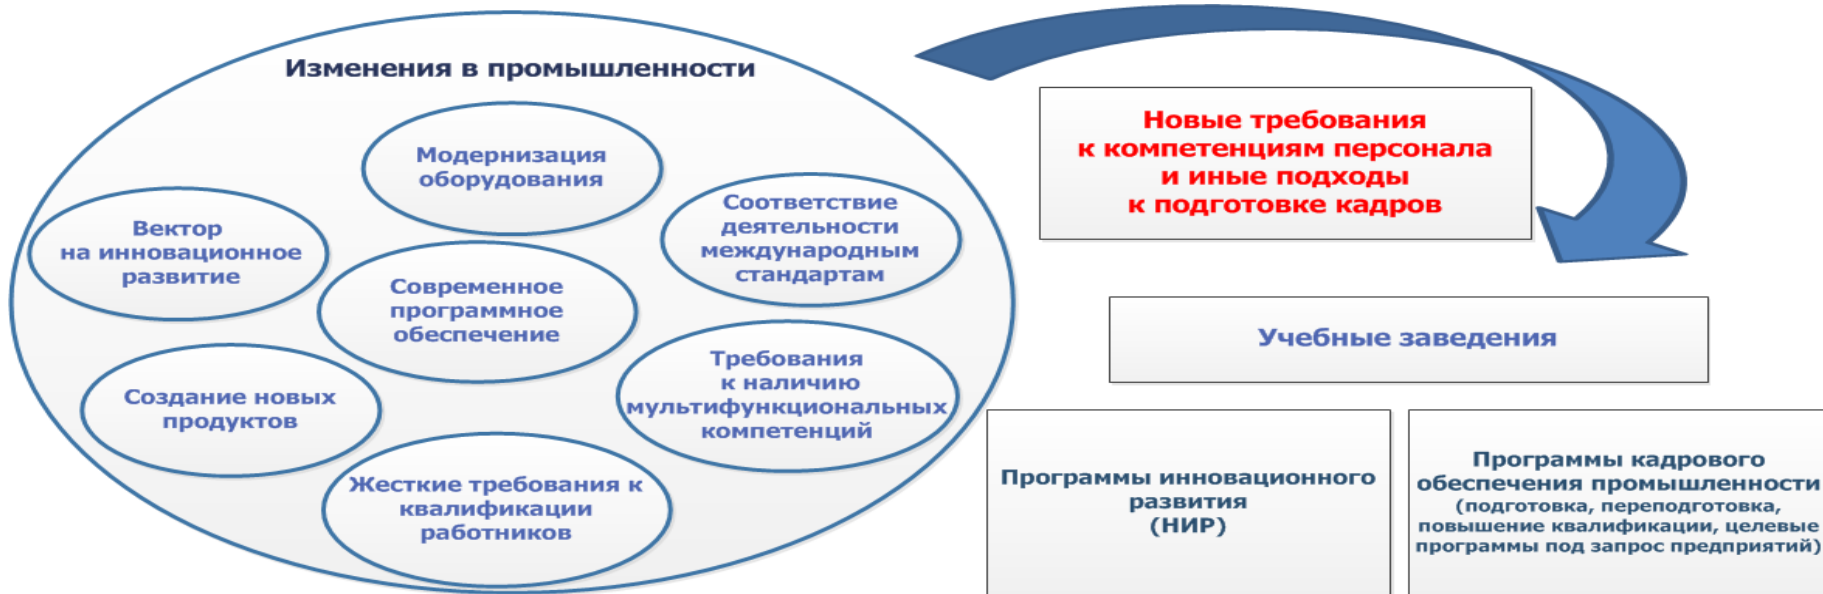 Изменения в промышленности
Модернизация
оборудования
Вектор
на инновационное
развитие
Соответствие
деятельности
международным
стандартам
Современное
программное
обеспечение
Создание новых
продуктов
Требования
к наличию
мультифункциональных
компетенций
Жесткие требования к
квалификации
работников
Новые требования
к компетенциям персонала
и иные подходы
к подготовке кадров
Учебные заведения
Программы инновационного
развития
(НИР)
Программы кадрового
обеспечения промышленности
(подготовка, переподготовка,
повышение квалификации, целевые
программы под запрос предприятий)